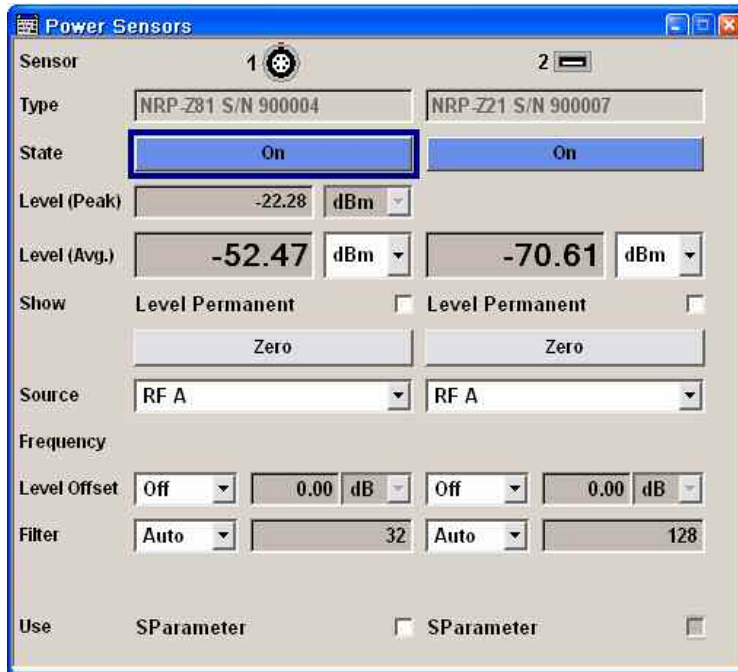 Power Sensors
Sensor 1 2
Type NRP-Z81 S/N 900004 NRP-Z21 S/N 900007
State On On
Level (Peak) -22.28 dBm
Level (Avg.) -52.47 dBm -70.61 dBm
Show Level Permanent Level Permanent
Zero Zero
Source RF A RF A
Frequency
Level Offset Off 0.00 dB Off 0.00 dB
Filter Auto 32 Auto 128
Use SParameter SParameter